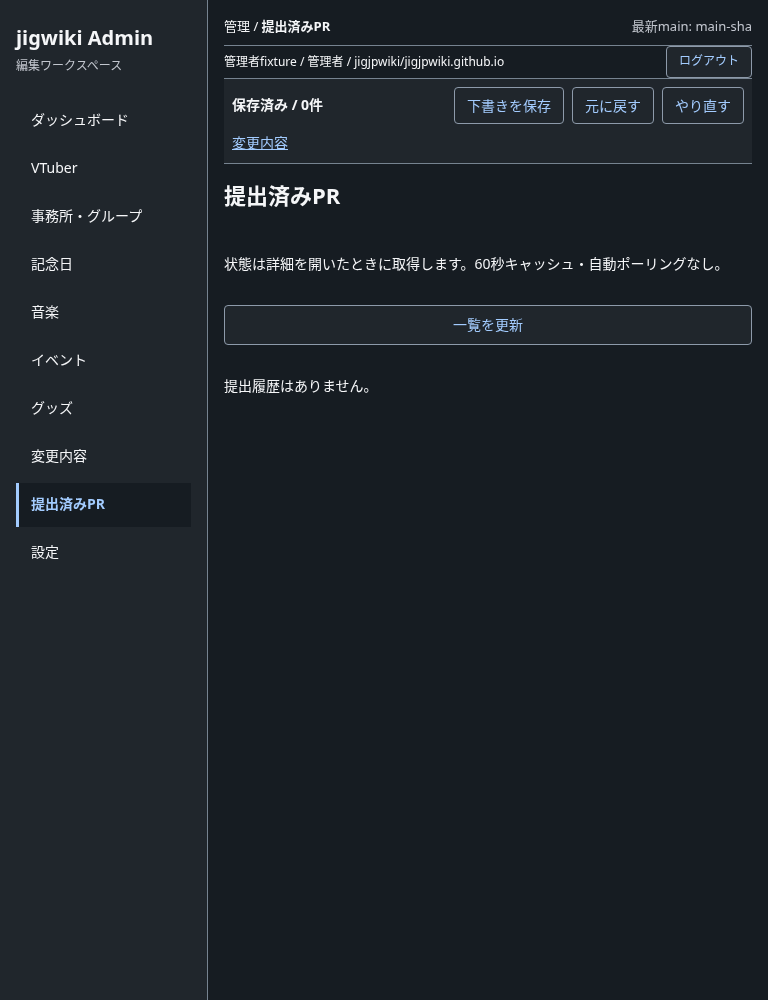 jigwiki Admin
編集ワークスペース
ダッシュボード
VTuber
事務所・グループ
記念日
音楽
イベント
グッズ
変更内容
提出済みPR
設定
管理 / 提出済みPR
最新main: main-sha
管理者fixture / 管理者 / jigjpwiki/jigjpwiki.github.io
ログアウト
保存済み / 0件
下書きを保存
元に戻す
やり直す
変更内容
提出済みPR
状態は詳細を開いたときに取得します。60秒キャッシュ・自動ポーリングなし。
一覧を更新
提出履歴はありません。